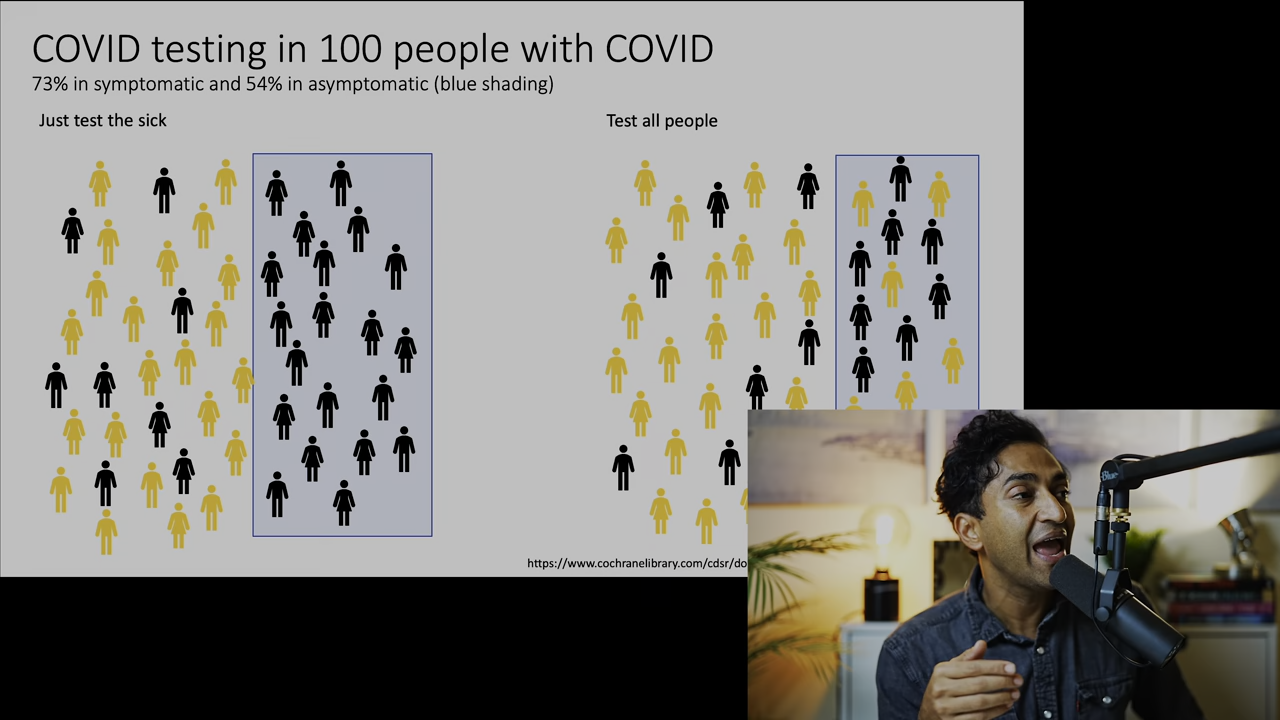 COVID testing in 100 people with COVID
73% in symptomatic and 54% in asymptomatic (blue shading)
Just test the sick
Test all people
https://www.cochranelibrary.com/cdsr/do